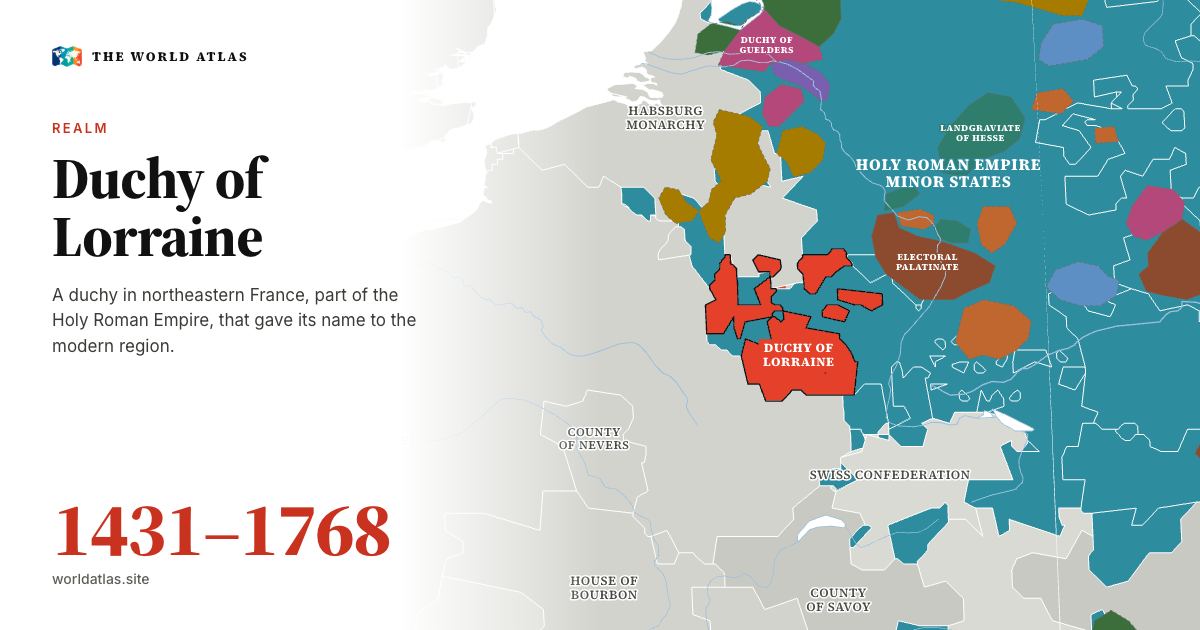 THE WORLD ATLAS
REALM
Duchy of
Lorraine
A duchy in northeastern France, part of the
Holy Roman Empire, that gave its name to the
modern region.
1431–1768
worldatlas.site
DUCHY OF
GUELDERS
HABSBURG
MONARCHY
LANDGRAVIATE
OF HESSE
HOLY ROMAN EMPIRE
MINOR STATES
ELECTORAL
PALATINATE
DUCHY OF
LORRAINE
COUNTY
OF NEVERS
SWISS CONFEDERATION
HOUSE OF
BOURBON
COUNTY
OF SAVOY